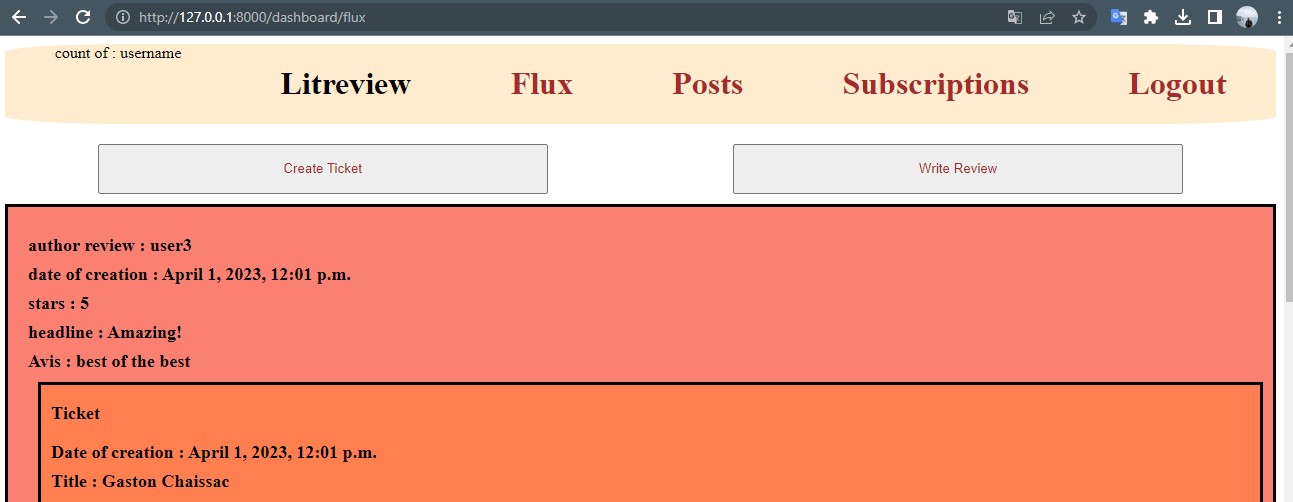 http://127.0.0.1:8000/dashboard/flux
count of : username
Litreview Flux Posts Subscriptions Logout
Create Ticket Write Review
author review : user3
date of creation : April 1, 2023, 12:01 p.m.
stars : 5
headline : Amazing!
Avis : best of the best
Ticket
Date of creation : April 1, 2023, 12:01 p.m.
Title : Gaston Chaissac